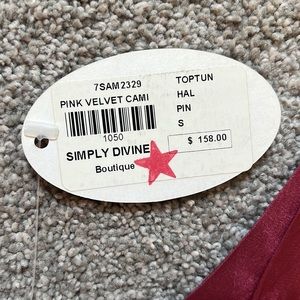 7SAM2329
PINK VELVET CAMI
1050
SIMPLY DIVINE
Boutique
TOPTUN
HAL
PIN
S
$ 158.00